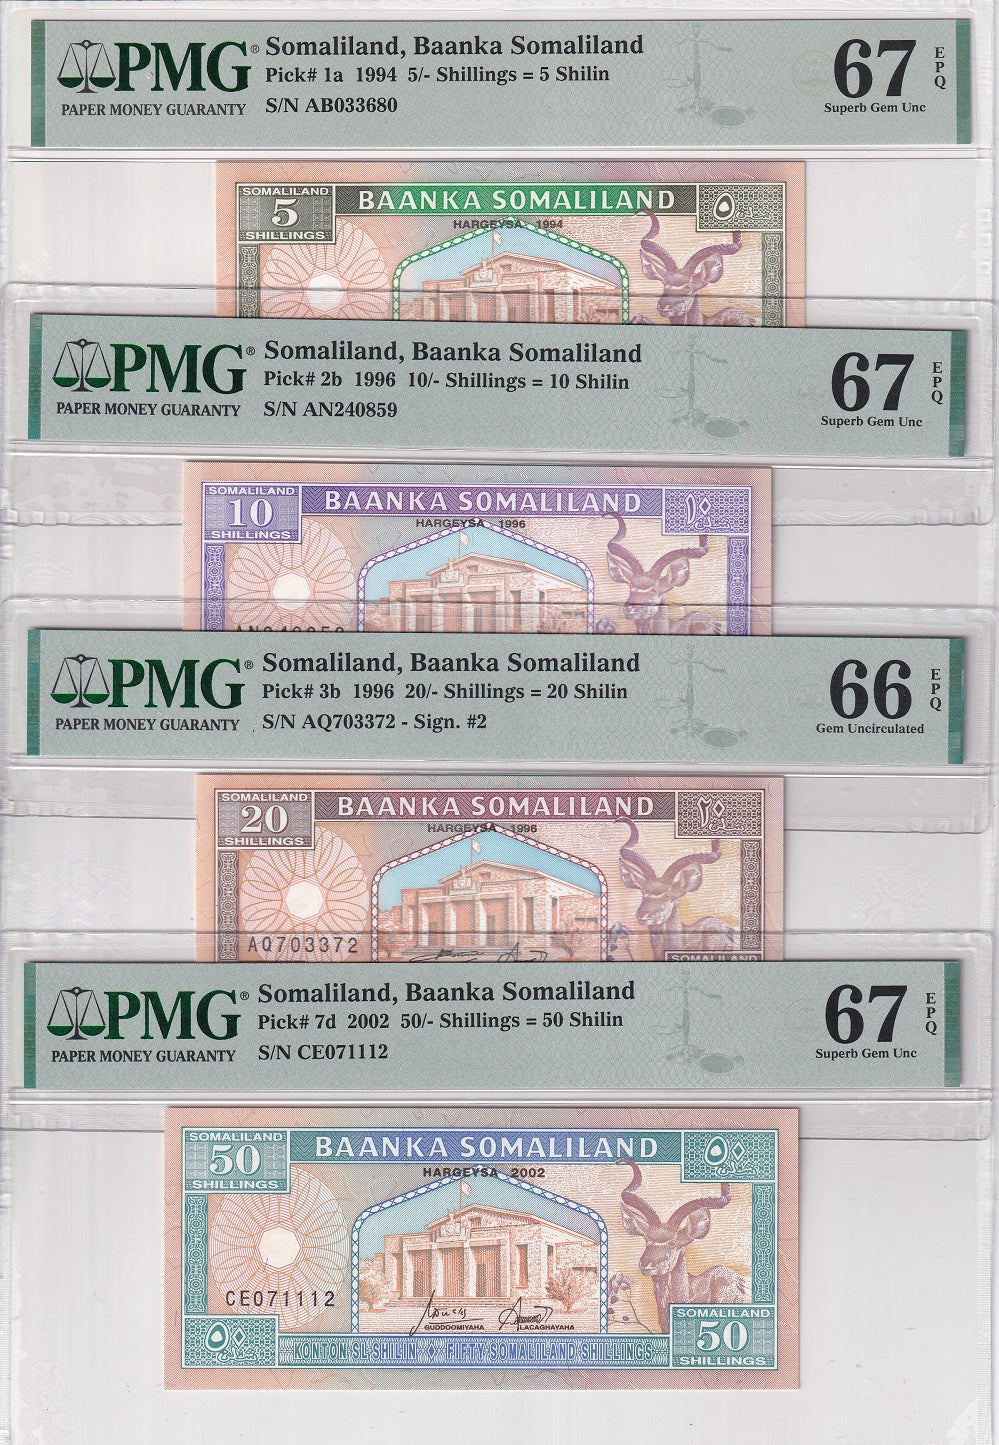 PMG®
PAPER MONEY GUARANTY
Somaliland, Baanka Somaliland
Pick# 1a 1994 5/- Shillings = 5 Shilin
S/N AB033680
67 EPQ
Superb Gem Unc
SOMALILAND
5
SHILLINGS
BAANKA SOMALILAND
HARGEYSA 1994
٥
PMG®
PAPER MONEY GUARANTY
Somaliland, Baanka Somaliland
Pick# 2b 1996 10/- Shillings = 10 Shilin
S/N AN240859
67 EPQ
Superb Gem Unc
SOMALILAND
10
SHILLINGS
BAANKA SOMALILAND
HARGEYSA 1996
١٠
AN240859
PMG®
PAPER MONEY GUARANTY
Somaliland, Baanka Somaliland
Pick# 3b 1996 20/- Shillings = 20 Shilin
S/N AQ703372 - Sign. #2
66 EPQ
Gem Uncirculated
SOMALILAND
20
SHILLINGS
BAANKA SOMALILAND
HARGEYSA 1996
٢٠
AQ703372
SOMALILAND
PMG®
PAPER MONEY GUARANTY
Somaliland, Baanka Somaliland
Pick# 7d 2002 50/- Shillings = 50 Shilin
S/N CE071112
67 EPQ
Superb Gem Unc
SOMALILAND
50
SHILLINGS
BAANKA SOMALILAND
HARGEYSA 2002
٥٠
CE071112
GUDDOOMIYAHA LACAGHAYAHA
٥٠
KONTON SL SHILIN ◇ FIFTY SOMALILAND SHILLINGS
SOMALILAND
50
SHILLINGS